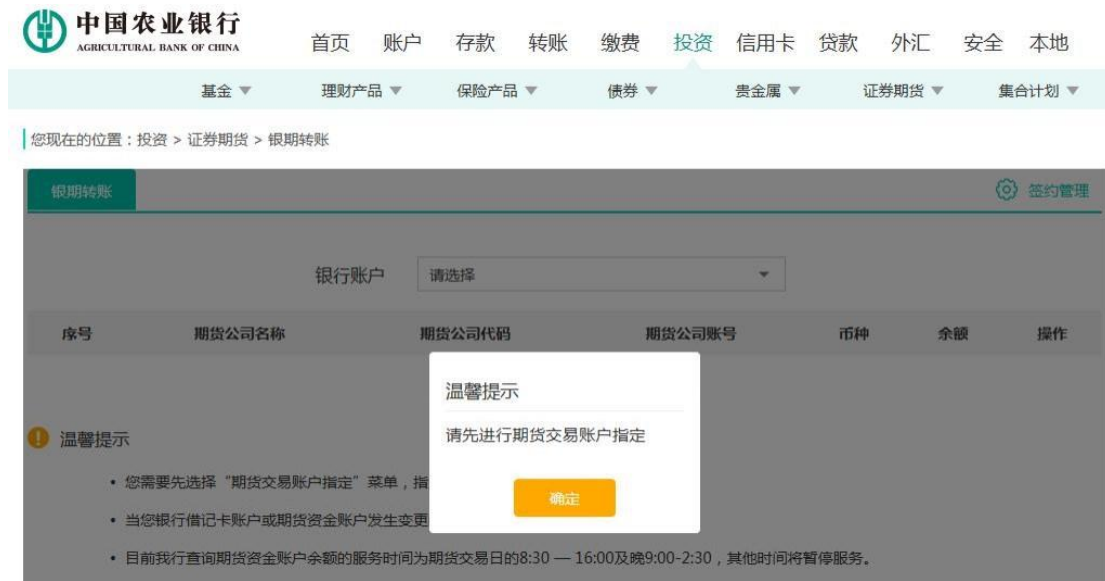 中国农业银行
AGRICULTURAL BANK OF CHINA
首页 账户 存款 转账 缴费 投资 信用卡 贷款 外汇 安全 本地
基金 理财产品 保险产品 债券 贵金属 证券期货 集合计划
您现在的位置：投资 > 证券期货 > 银期转账
银期转账 签约管理
银行账户 请选择
序号 期货公司名称 期货公司代码 期货公司账号 币种 余额 操作
温馨提示
请先进行期货交易账户指定
确定
温馨提示
• 您需要先选择“期货交易账户指定”菜单，指
• 当您银行借记卡账户或期货资金账户发生变更
• 目前我行查询期货资金账户余额的服务时间为期货交易日的8:30 — 16:00及晚9:00-2:30，其他时间将暂停服务。